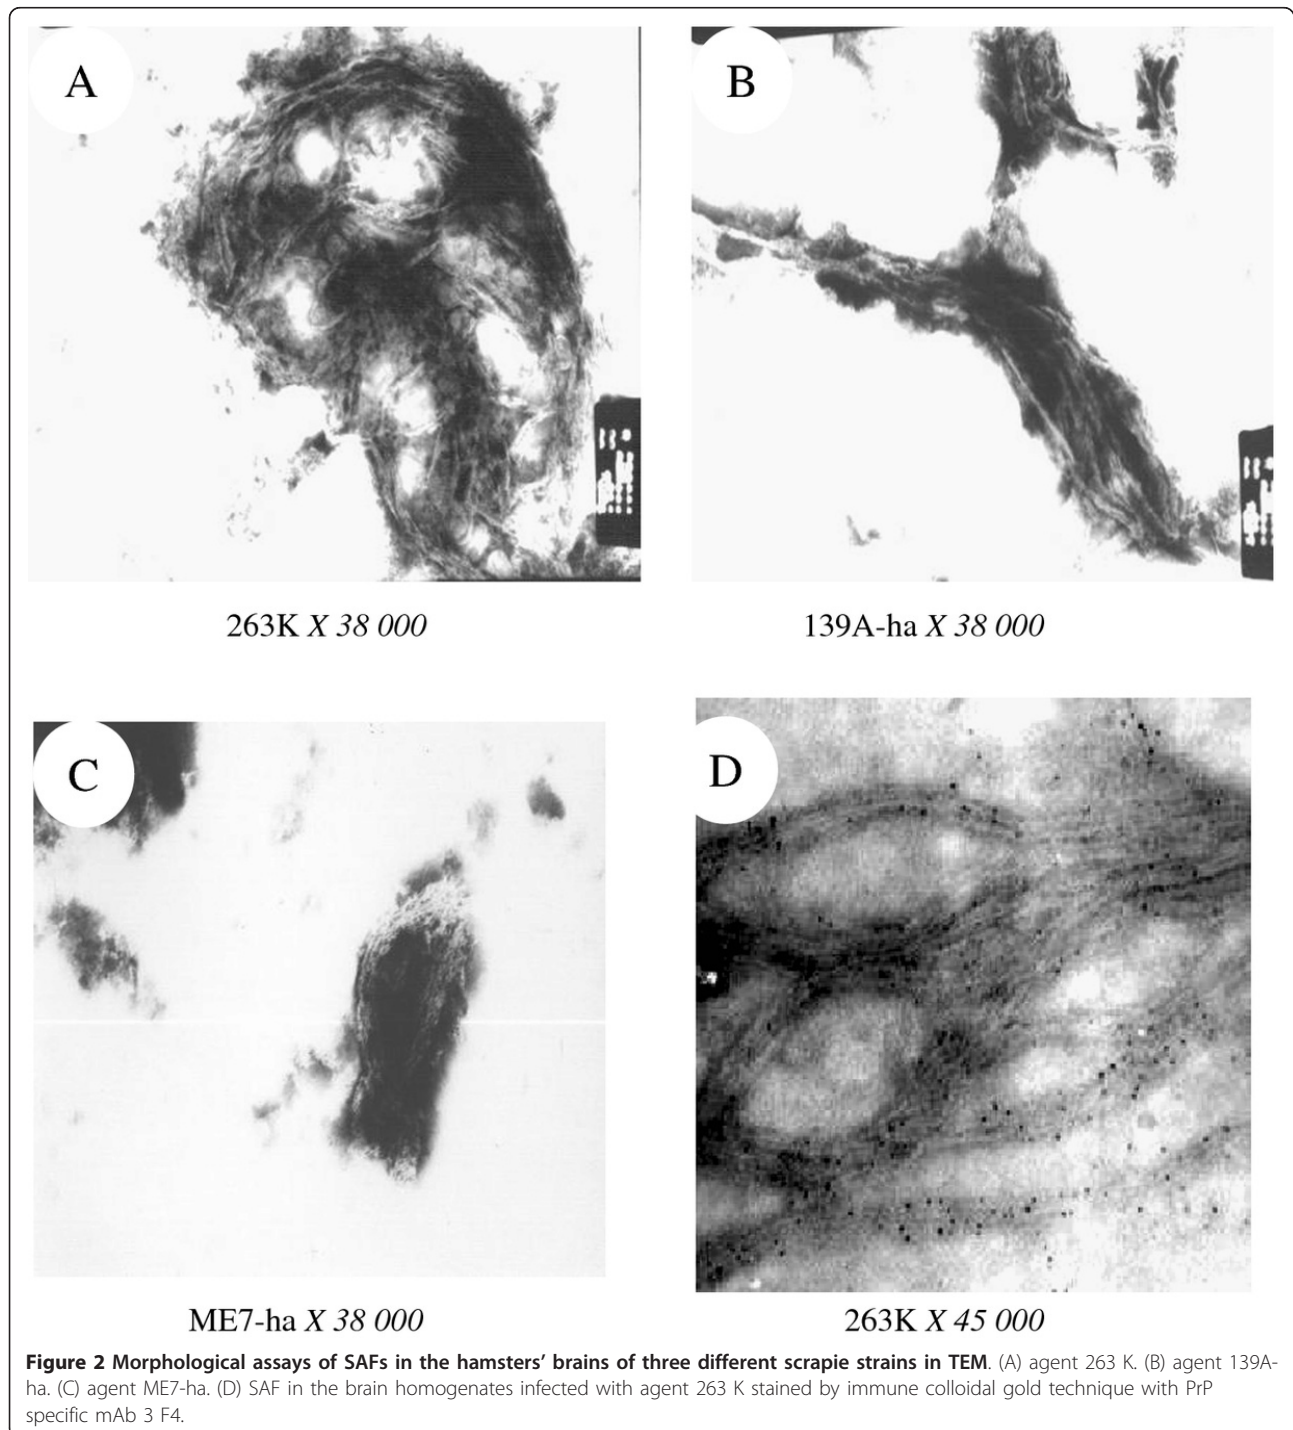 A
B
263K X 38 000
139A-ha X 38 000
C
D
ME7-ha X 38 000
263K X 45 000
Figure 2 Morphological assays of SAFs in the hamsters' brains of three different scrapie strains in TEM. (A) agent 263 K. (B) agent 139A-
ha. (C) agent ME7-ha. (D) SAF in the brain homogenates infected with agent 263 K stained by immune colloidal gold technique with PrP
specific mAb 3 F4.